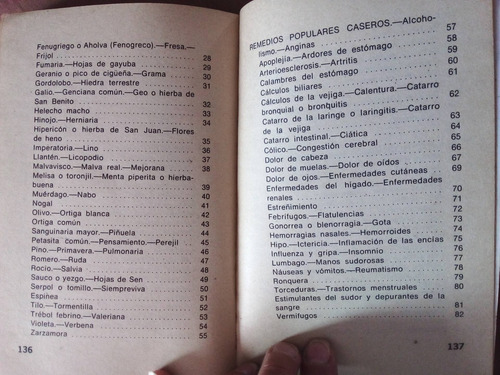 Fenugriego o Aholva (Fenogreco).—Fresa.—
Frijol 28
Fumaria.—Hojas de gayuba 29
Geranio o pico de cigüeña.—Grama 30
Gordolobo.—Hiedra terrestre 31
Galio.—Genciana común.—Geo o hierba de
San Benito 32
Helecho macho 33
Hinojo.—Herniaria 34
Hipericón o hierba de San Juan.—Flores
de heno 35
Imperatoria.—Lino 36
Llantén.—Licopodio 37
Malvavisco.—Malva real.—Mejorana 38
Melisa o toronjil.—Menta piperita o hierba-
buena 39
Muérdago.—Nabo 40
Nogal 41
Olivo.—Ortiga blanca 42
Ortiga común 43
Sanguinaria mayor.—Piñuela 44
Petasita común.—Pensamiento.—Perejil 45
Pino.—Primavera.—Pulmonaria 46
Romero.—Ruda 47
Rocío.—Salvia 48
Sauco o yezgo.—Hojas de Sen 49
Serpol o tomillo.—Siempreviva 50
Espinea 51
Tilo.—Tormentilla 52
Trébol febrino.—Valeriana 53
Violeta.—Verbena 54
Zarzamora 55
136
REMEDIOS POPULARES CASEROS.—Alcoho-
lismo.—Anginas 57
Apoplejía.—Ardores de estómago 58
Arterioesclerosis.—Artritis 59
Calambres del estómago 60
Cálculos biliares 61
Cálculos de la vejiga.—Calentura.—Catarro
bronquial o bronquitis 62
Catarro de la laringe o laringitis.—Catarro
de la vejiga 63
Catarro intestinal.—Ciática 64
Cólico.—Congestión cerebral 66
Dolor de cabeza 67
Dolor de muelas.—Dolor de oídos 68
Dolor de ojos.—Enfermedades cutáneas 69
Enfermedades del hígado.—Enfermedades
renales 70
Estreñimiento 71
Febrífugos.—Flatulencias 72
Gonorrea o blenorragia.—Gota 73
Hemorragias nasales.—Hemorroides 74
Hipo.—Ictericia.—Inflamación de las encías 75
Influenza y gripa.—Insomnio 76
Lumbago.—Manos sudorosas 77
Náuseas y vómitos.—Reumatismo 78
Ronquera 79
Torceduras.—Trastornos menstruales 80
Estimulantes del sudor y depurantes de la
sangre 81
Vermífugos 82
137